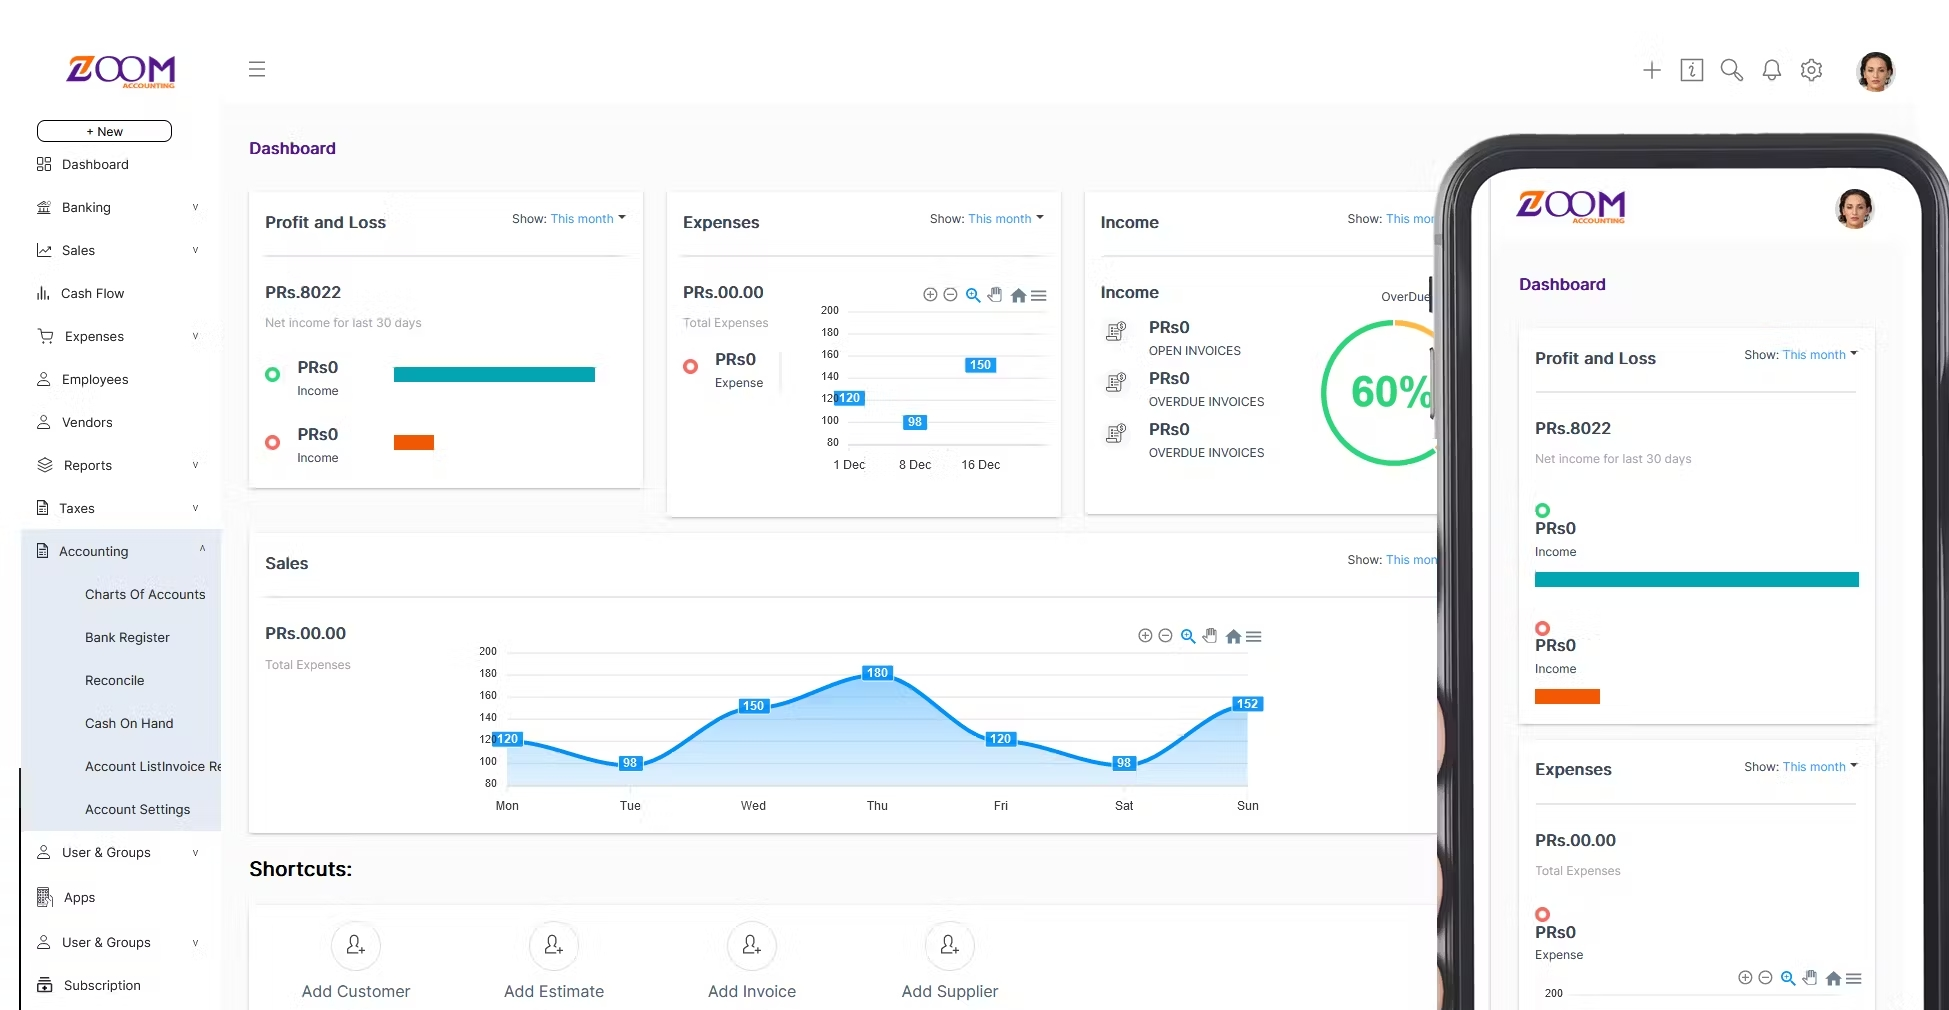 ZOOM
ACCOUNTING
+ New
Dashboard
Banking
Sales
Cash Flow
Expenses
Employees
Vendors
Reports
Taxes
Accounting
Charts Of Accounts
Bank Register
Reconcile
Cash On Hand
Account ListInvoice Re
Account Settings
User & Groups
Apps
User & Groups
Subscription
Dashboard
Profit and Loss
Show: This month
PRs.8022
Net income for last 30 days
PRs0
Income
PRs0
Income
Expenses
Show: This month
PRs.00.00
Total Expenses
PRs0
Expense
200
180
160
150
140
120
120
100
98
80
1 Dec 8 Dec 16 Dec
Income
Show: This mon
Income
OverDue
PRs0
OPEN INVOICES
PRs0
OVERDUE INVOICES
PRs0
OVERDUE INVOICES
60%
Sales
Show: This mon
PRs.00.00
Total Expenses
200
180
160
140
120
100
80
120 98 150 180 120 98 152
Mon Tue Wed Thu Fri Sat Sun
Shortcuts:
Add Customer Add Estimate Add Invoice Add Supplier
ZOOM
ACCOUNTING
Dashboard
Profit and Loss
Show: This month
PRs.8022
Net income for last 30 days
PRs0
Income
PRs0
Income
Expenses
Show: This month
PRs.00.00
Total Expenses
PRs0
Expense
200